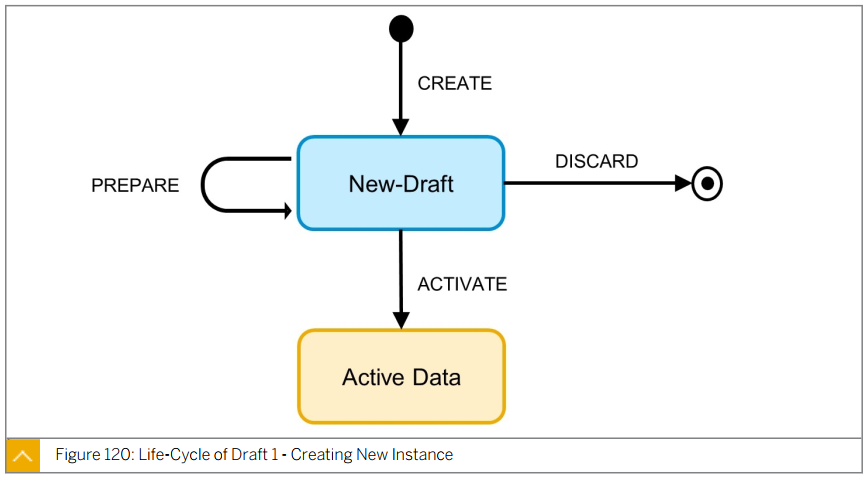 CREATE
DISCARD
PREPARE
New-Draft
ACTIVATE
Active Data
Figure 120: Life-Cycle of Draft 1 - Creating New Instance